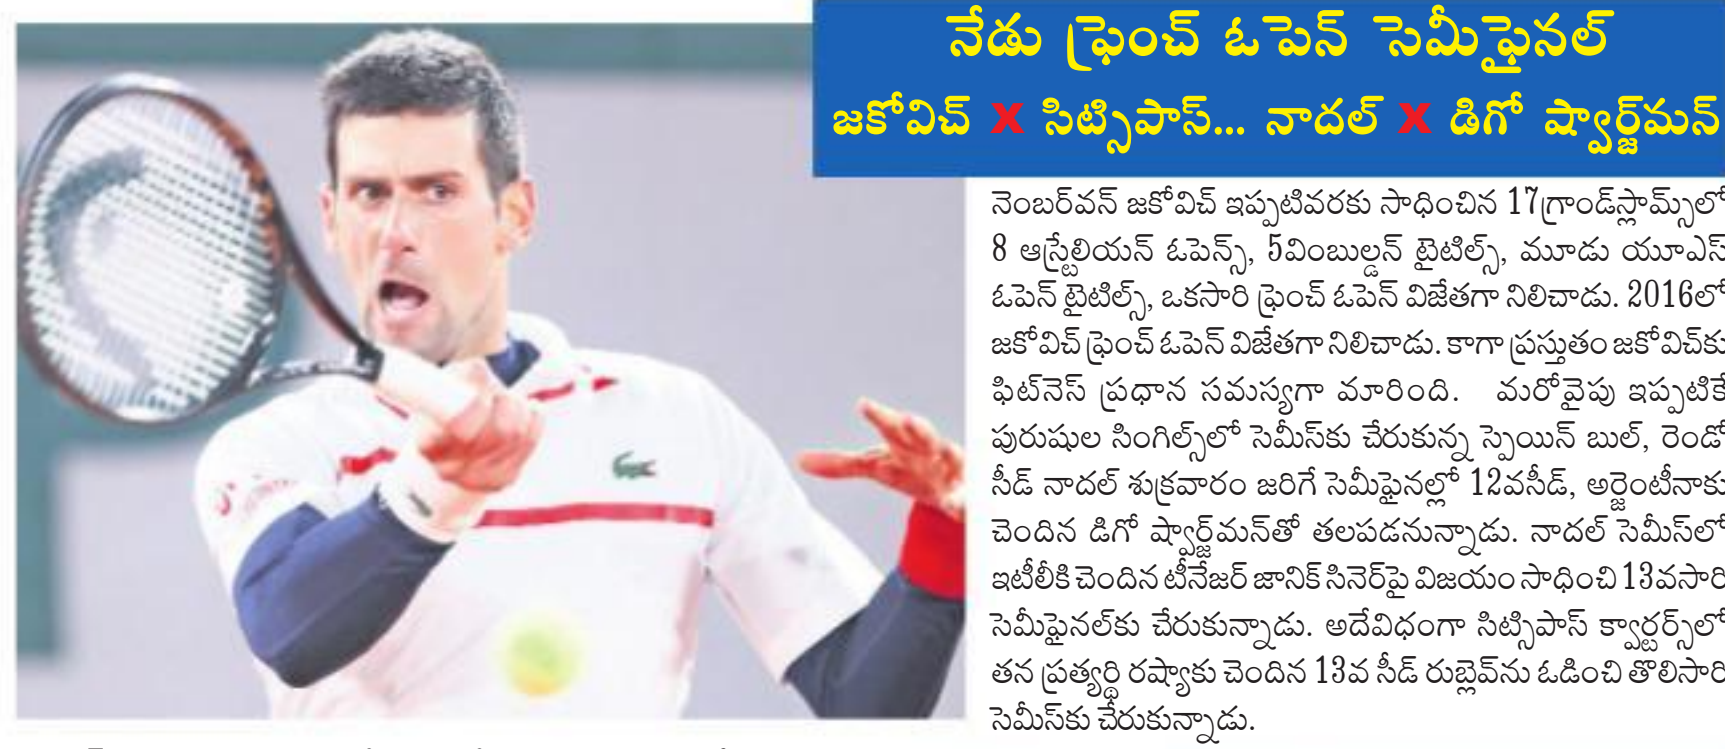 నేడు ఫ్రెంచ్ ఓపెన్ సెమీఫైనల్
జకోవిచ్ X సిట్సిపాస్... నాదల్ X డిగో ష్వార్జ్‌మన్
నెంబర్‌వన్ జకోవిచ్ ఇప్పటివరకు సాధించిన 17గ్రాండ్‌స్లామ్స్‌లో
8 ఆస్ట్రేలియన్ ఓపెన్స్, 5వింబుల్డన్ టైటిల్స్, మూడు యూఎస్
ఓపెన్ టైటిల్స్, ఒకసారి ఫ్రెంచ్ ఓపెన్ విజేతగా నిలిచాడు. 2016లో
జకోవిచ్ ఫ్రెంచ్ ఓపెన్ విజేతగా నిలిచాడు. కాగా ప్రస్తుతం జకోవిచ్‌కు
ఫిట్‌నెస్ ప్రధాన సమస్యగా మారింది. మరోవైపు ఇప్పటికే
పురుషుల సింగిల్స్‌లో సెమీస్‌కు చేరుకున్న స్పెయిన్ బుల్, రెండో
సీడ్ నాదల్ శుక్రవారం జరిగే సెమీఫైనల్లో 12వసీడ్, అర్జెంటీనాకు
చెందిన డిగో ష్వార్జ్‌మన్‌తో తలపడనున్నాడు. నాదల్ సెమీస్‌లో
ఇటీలీకి చెందిన టీనేజర్ జానిక్ సినెర్‌పై విజయం సాధించి 13వసారి
సెమీఫైనల్‌కు చేరుకున్నాడు. అదేవిధంగా సిట్సిపాస్ క్వార్టర్స్‌లో
తన ప్రత్యర్థి రష్యాకు చెందిన 13వ సీడ్ రుబ్లెవ్‌ను ఓడించి తొలిసారి
సెమీస్‌కు చేరుకున్నాడు.